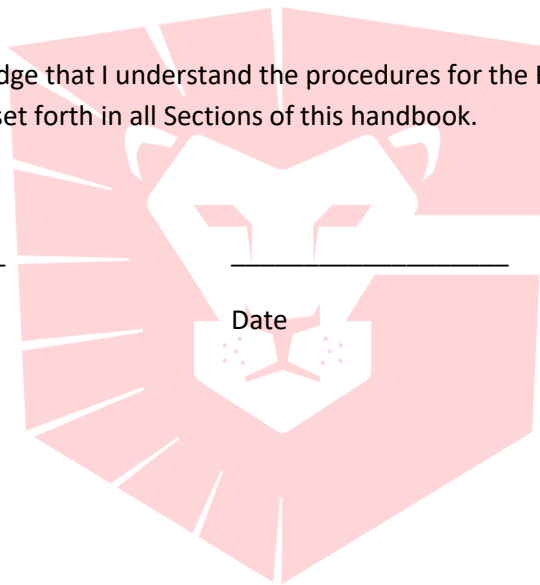 dge that I understand the procedures for the
set forth in all Sections of this handbook.
Date